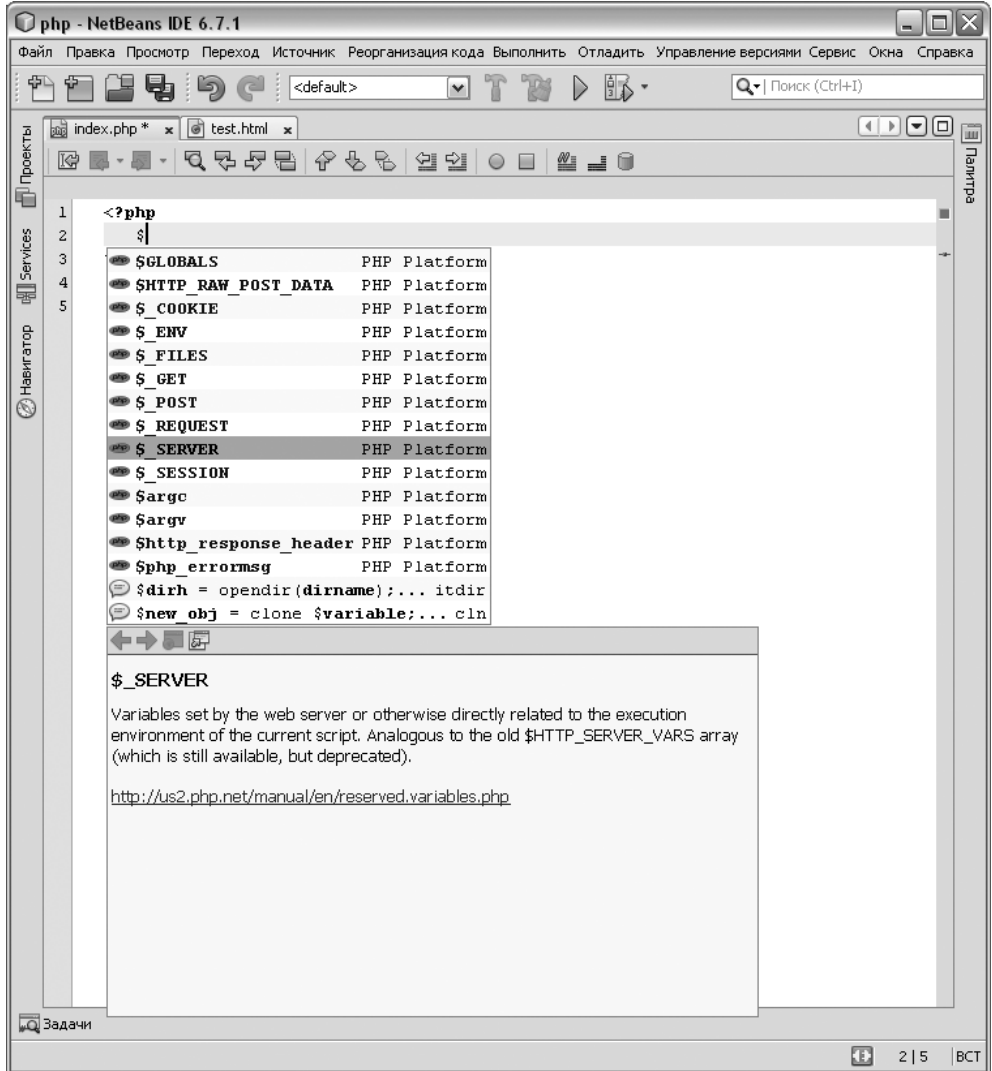 php - NetBeans IDE 6.7.1
Файл Правка Просмотр Переход Источник Реорганизация кода Выполнить Отладить Управление версиями Сервис Окна Справка
<default> Поиск (Ctrl+I)
index.php * x test.html x
Проекты
Services
Навигатор
Палитра
1 <?php
2 $
3
4
5
$GLOBALS PHP Platform
$HTTP_RAW_POST_DATA PHP Platform
$_COOKIE PHP Platform
$_ENV PHP Platform
$_FILES PHP Platform
$_GET PHP Platform
$_POST PHP Platform
$_REQUEST PHP Platform
$_SERVER PHP Platform
$_SESSION PHP Platform
$argc PHP Platform
$argv PHP Platform
$http_response_header PHP Platform
$php_errormsg PHP Platform
$dirh = opendir(dirname);... itdir
$new_obj = clone $variable;... cln
$_SERVER
Variables set by the web server or otherwise directly related to the execution
environment of the current script. Analogous to the old $HTTP_SERVER_VARS array
(which is still available, but deprecated).
http://us2.php.net/manual/en/reserved.variables.php
Задачи
2 | 5 ВСТ